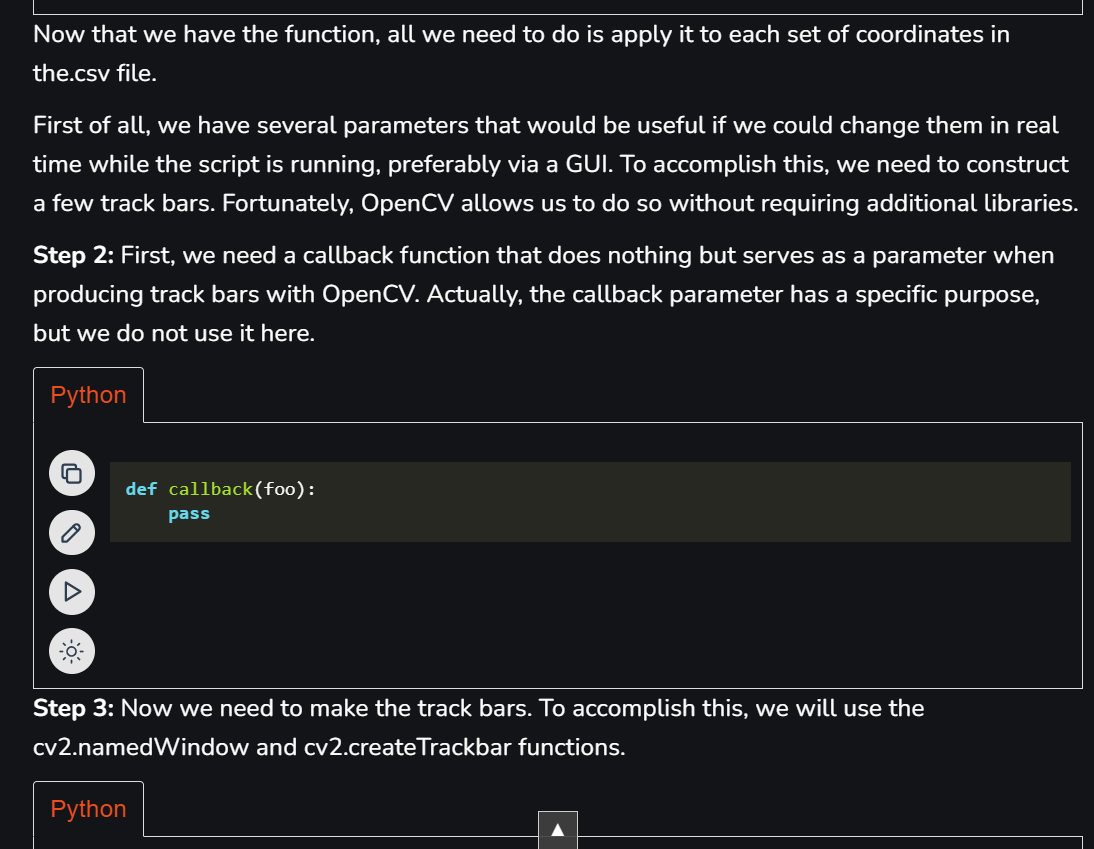 Now that we have the function, all we need to do is apply it to each set of coordinates in
the.csv file.
First of all, we have several parameters that would be useful if we could change them in real
time while the script is running, preferably via a GUI. To accomplish this, we need to construct
a few track bars. Fortunately, OpenCV allows us to do so without requiring additional libraries.
Step 2: First, we need a callback function that does nothing but serves as a parameter when
producing track bars with OpenCV. Actually, the callback parameter has a specific purpose,
but we do not use it here.
Python
def callback(foo):
    pass
Step 3: Now we need to make the track bars. To accomplish this, we will use the
cv2.namedWindow and cv2.createTrackbar functions.
Python